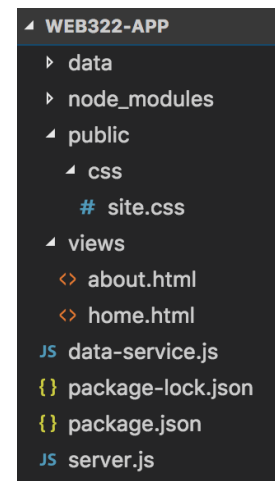 WEB322-APP
data
node_modules
public
css
# site.css
views
<> about.html
<> home.html
JS data-service.js
{} package-lock.json
{} package.json
JS server.js